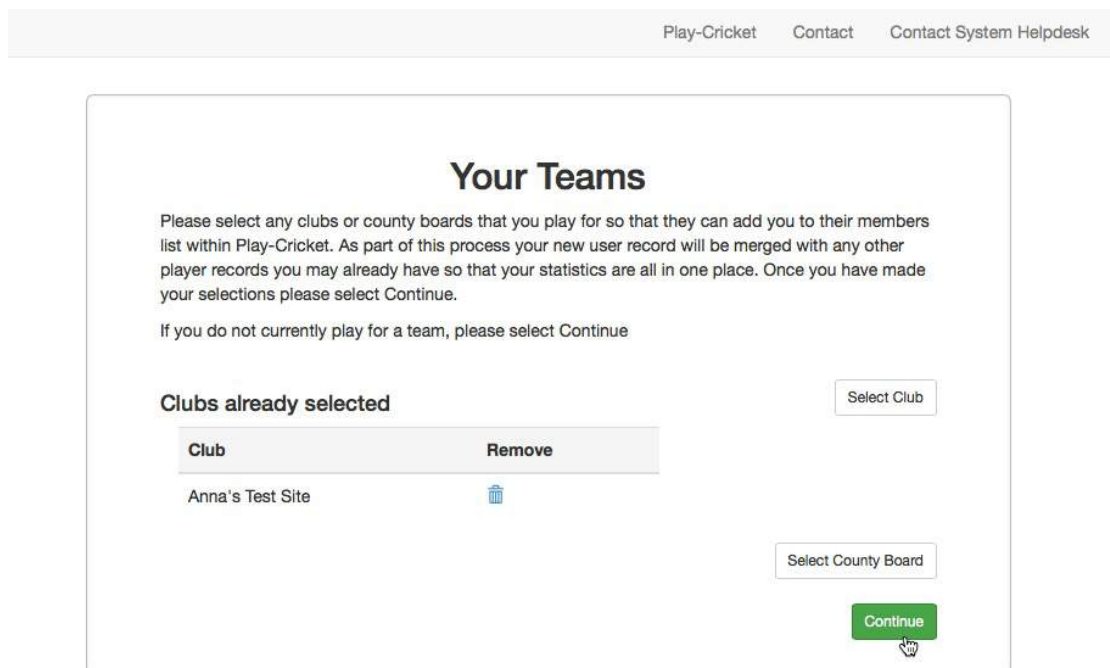 Play-Cricket Contact Contact System Helpdesk
Your Teams
Please select any clubs or county boards that you play for so that they can add you to their members
list within Play-Cricket. As part of this process your new user record will be merged with any other
player records you may already have so that your statistics are all in one place. Once you have made
your selections please select Continue.
If you do not currently play for a team, please select Continue
Clubs already selected
Select Club
Club Remove
Anna's Test Site
Select County Board
Continue